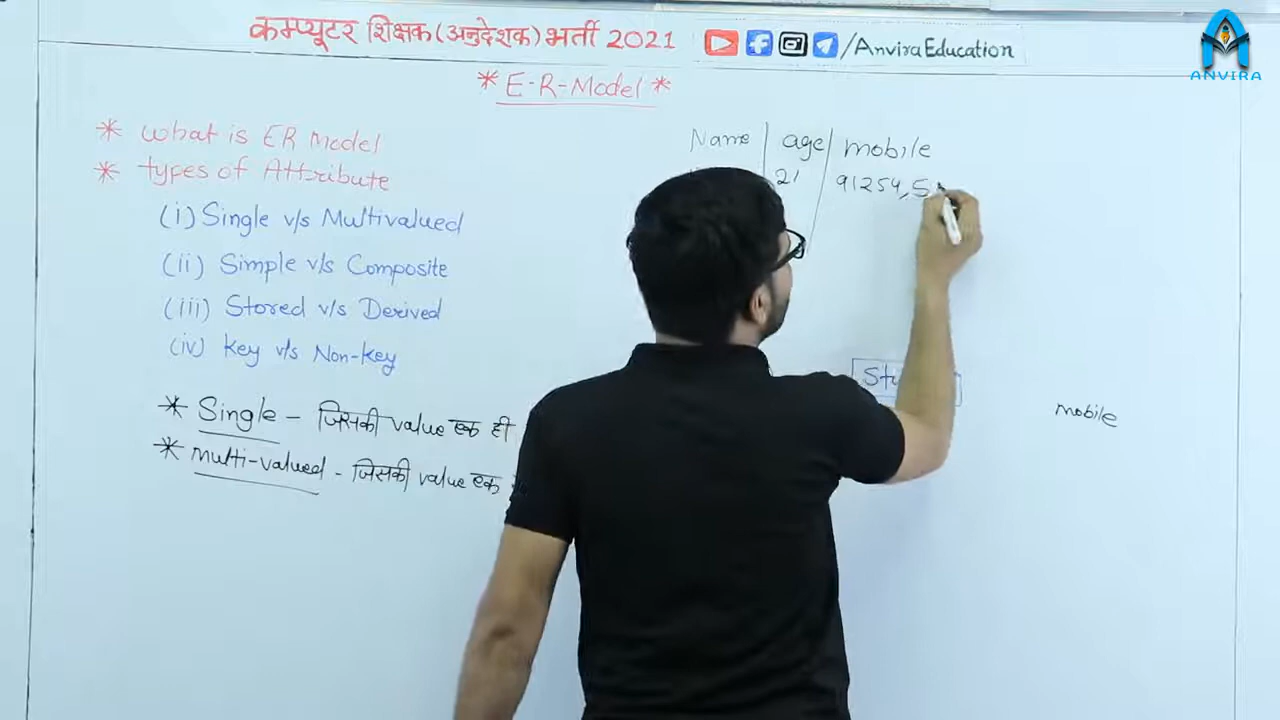 कम्प्यूटर शिक्षक (अनुदेशक) भर्ती 2021
/AnviraEducation
ANVIRA
* E-R-Model *
* what is ER Model
* types of Attribute
(i) Single v/s Multivalued
(ii) Simple v/s Composite
(iii) Stored v/s Derived
(iv) Key v/s Non-key
* Single - जिसकी value एक ही
* multi-valued - जिसकी value एक
Name | age | mobile
21 91254,
mobile